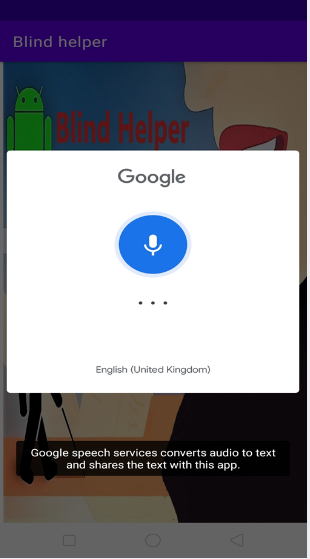 Blind helper
Blind Helper
Google
English (United Kingdom)
Google speech services converts audio to text
and shares the text with this app.